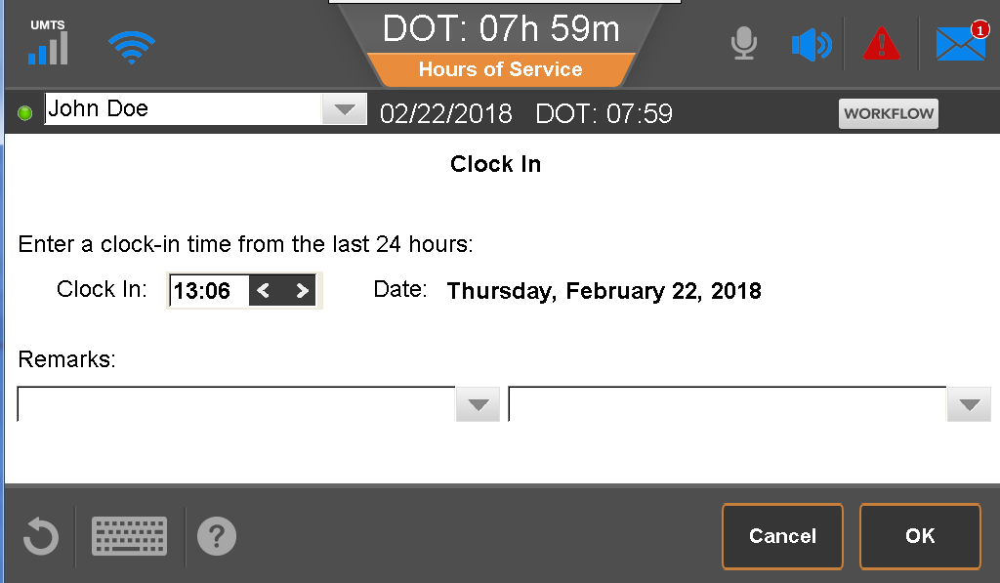 UMTS
DOT: 07h 59m
1
Hours of Service
John Doe
02/22/2018 DOT: 07:59
WORKFLOW
Clock In
Enter a clock-in time from the last 24 hours:
Clock In: 13:06 < > Date: Thursday, February 22, 2018
Remarks:
?
Cancel
OK